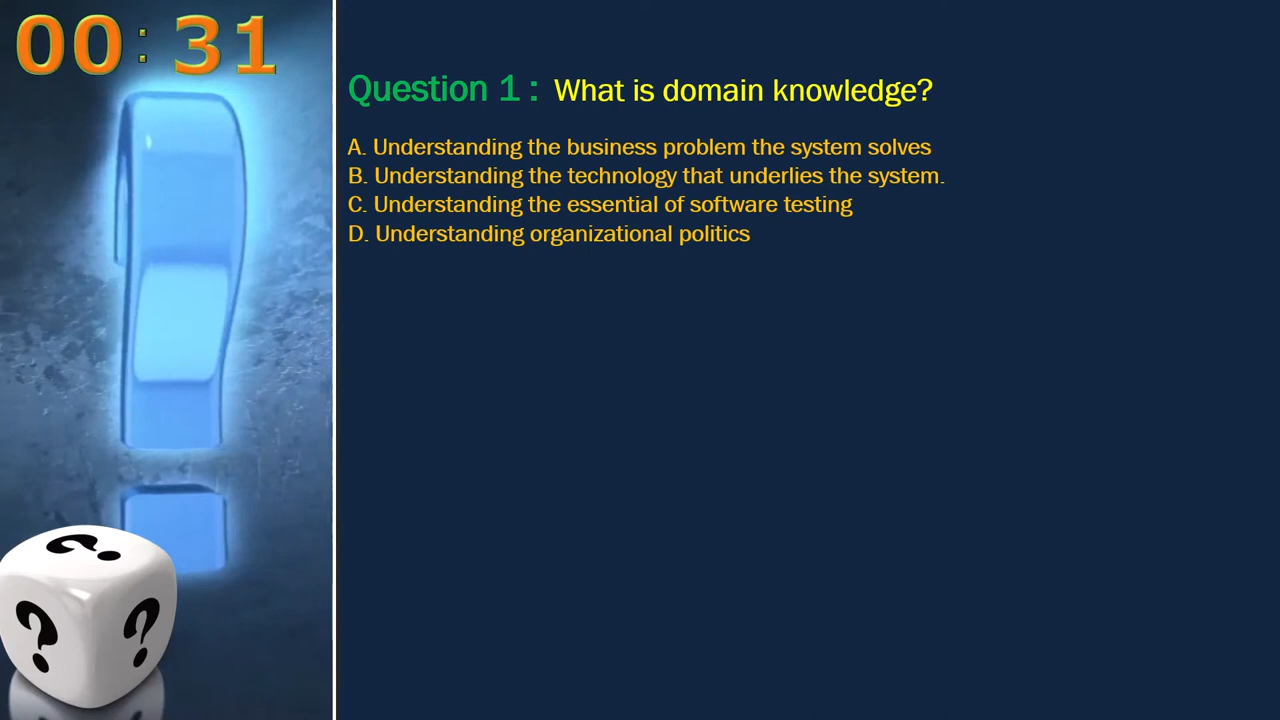 00:31
Question 1 : What is domain knowledge?
A. Understanding the business problem the system solves
B. Understanding the technology that underlies the system.
C. Understanding the essential of software testing
D. Understanding organizational politics
? ? ?